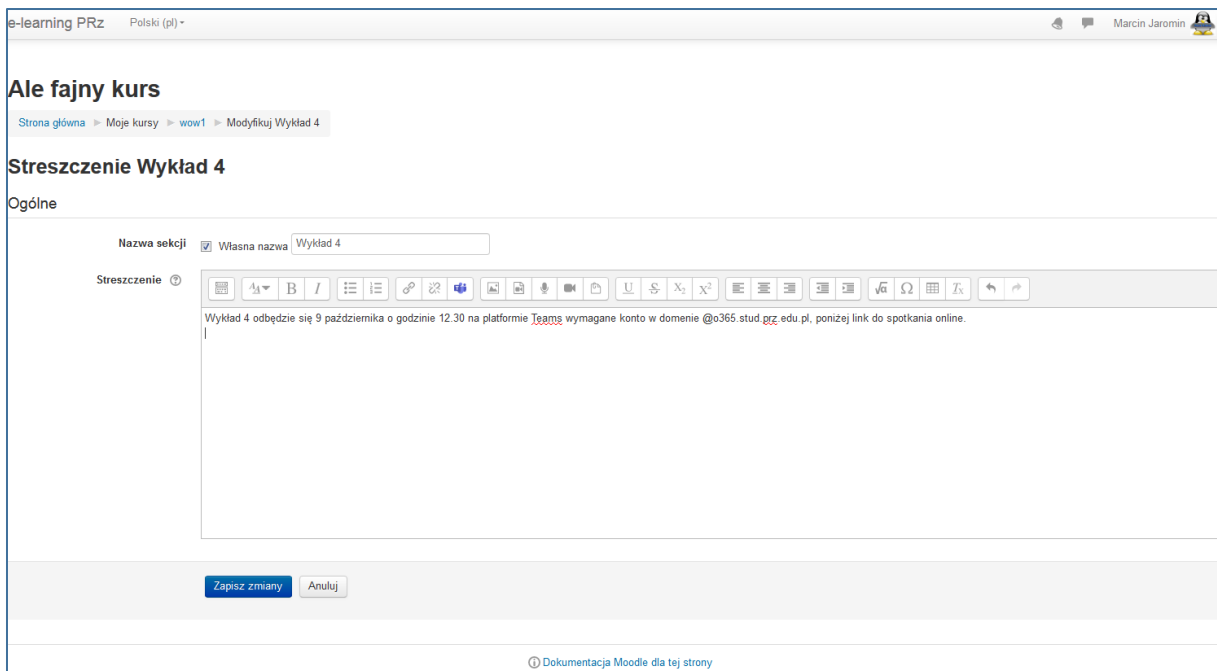 e-learning PRz Polski (pl) Marcin Jaromin
Ale fajny kurs
Strona główna Moje kursy wow1 Modyfikuj Wykład 4
Streszczenie Wykład 4
Ogólne
Nazwa sekcji Własna nazwa Wykład 4
Streszczenie
B I U S X₂ X² √α Ω Tx
Wykład 4 odbędzie się 9 października o godzinie 12.30 na platformie Teams wymagane konto w domenie @o365.stud.prz.edu.pl, poniżej link do spotkania online.
Zapisz zmiany Anuluj
Dokumentacja Moodle dla tej strony